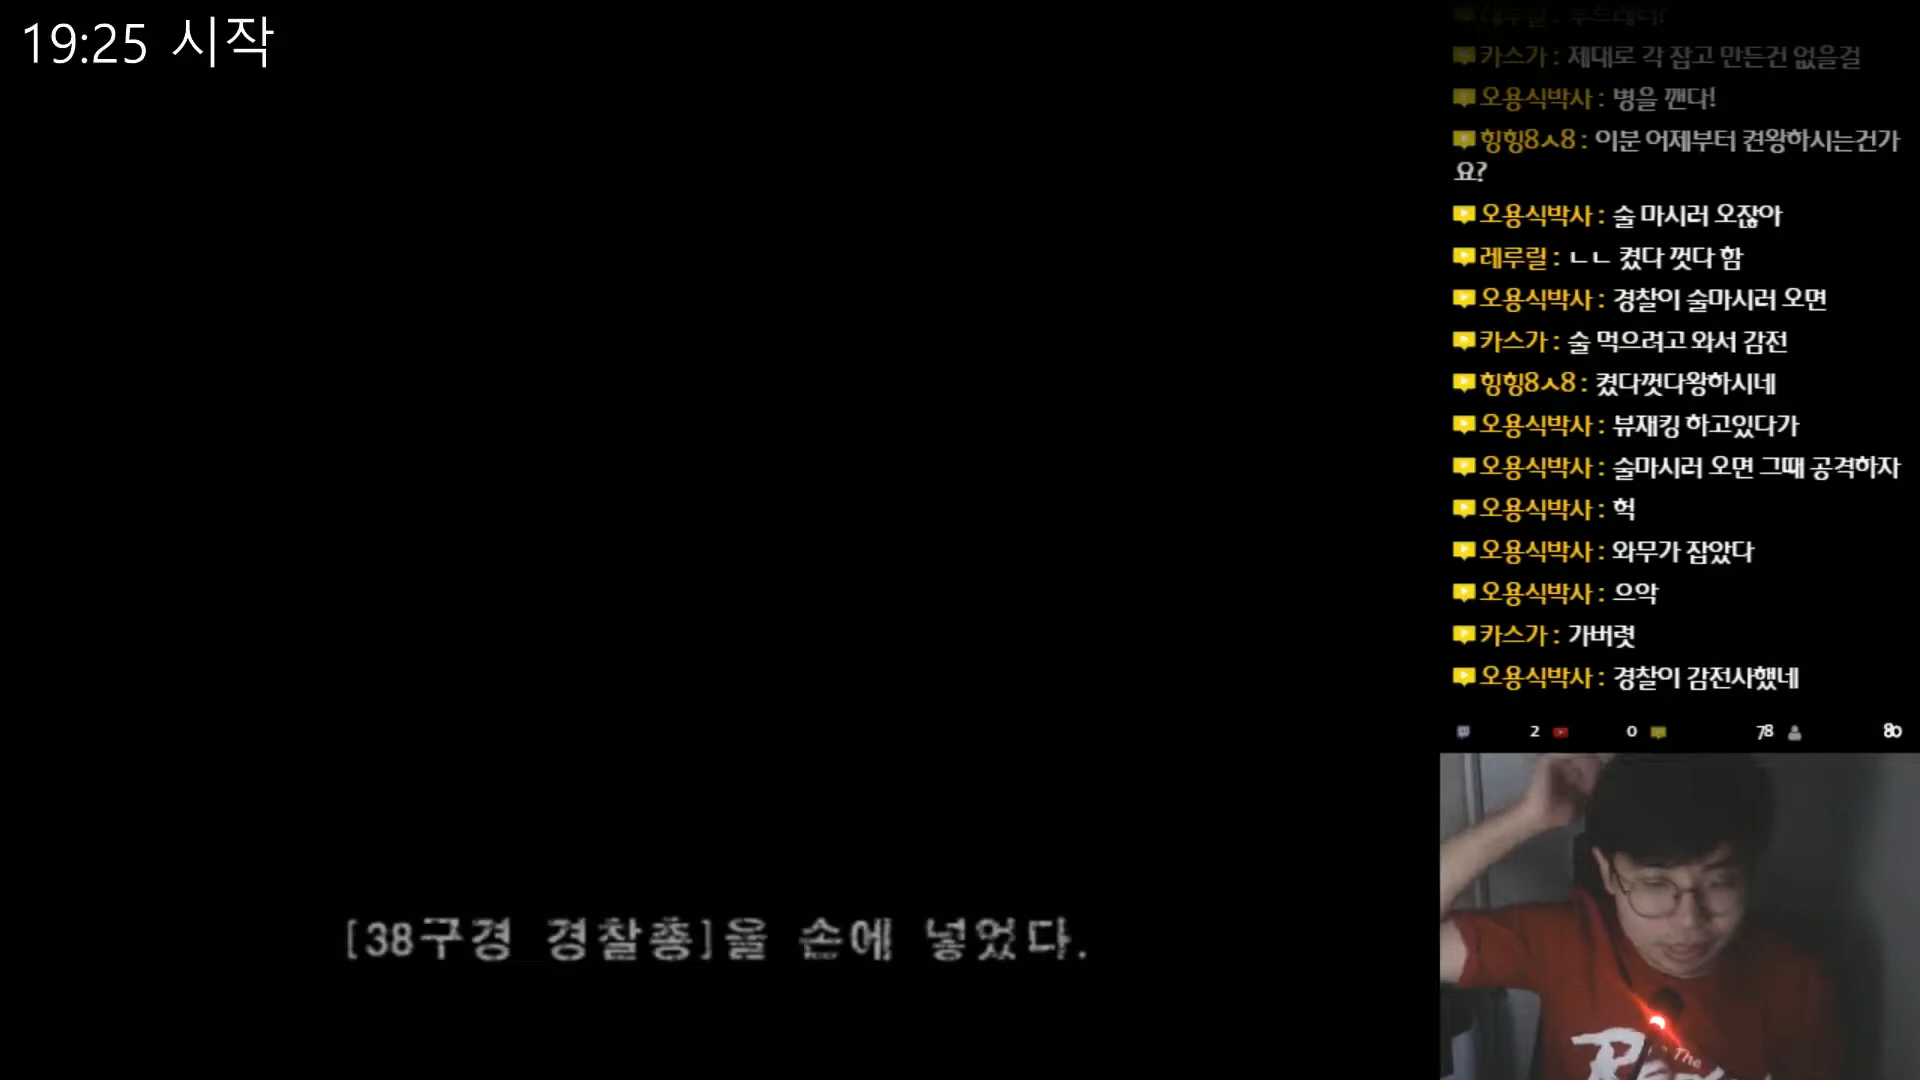 19:25 시작
카스가 : 제대로 각 잡고 만든건 없을걸
오용식박사 : 병을 깬다!
힝힝8ㅅ8 : 이분 어제부터 켠왕하시는건가
요?
오용식박사 : 술 마시러 오잖아
레루릴 : ㄴㄴ 켰다 껏다 함
오용식박사 : 경찰이 술마시러 오면
카스가 : 술 먹으려고 와서 감전
힝힝8ㅅ8 : 켰다껏다왕하시네
오용식박사 : 뷰재킹 하고있다가
오용식박사 : 술마시러 오면 그때 공격하자
오용식박사 : 헉
오용식박사 : 와무가 잡았다
오용식박사 : 으악
카스가 : 가버렷
오용식박사 : 경찰이 감전사했네
2 0 78 80
[38구경 경찰총]을 손에 넣었다.
The